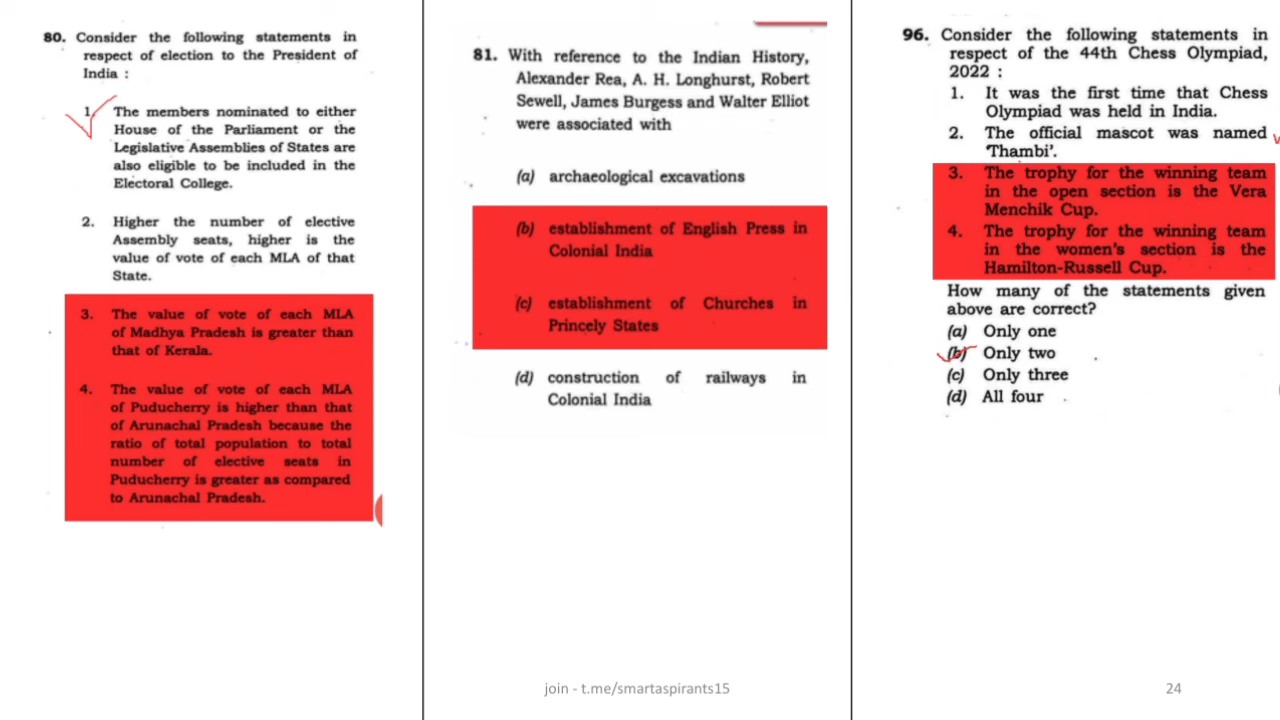 80. Consider the following statements in
respect of election to the President of
India :
1. The members nominated to either
House of the Parliament or the
Legislative Assemblies of States are
also eligible to be included in the
Electoral College.
2. Higher the number of elective
Assembly seats, higher is the
value of vote of each MLA of that
State.
3. The value of vote of each MLA
of Madhya Pradesh is greater than
that of Kerala.
4. The value of vote of each MLA
of Puducherry is higher than that
of Arunachal Pradesh because the
ratio of total population to total
number of elective seats in
Puducherry is greater as compared
to Arunachal Pradesh.
81. With reference to the Indian History,
Alexander Rea, A. H. Longhurst, Robert
Sewell, James Burgess and Walter Elliot
were associated with
(a) archaeological excavations
(b) establishment of English Press in
Colonial India
(c) establishment of Churches in
Princely States
(d) construction of railways in
Colonial India
96. Consider the following statements in
respect of the 44th Chess Olympiad,
2022 :
1. It was the first time that Chess
Olympiad was held in India.
2. The official mascot was named
'Thambi'.
3. The trophy for the winning team
in the open section is the Vera
Menchik Cup.
4. The trophy for the winning team
in the women's section is the
Hamilton-Russell Cup.
How many of the statements given
above are correct?
(a) Only one
(b) Only two
(c) Only three
(d) All four
join - t.me/smartaspirants15
24